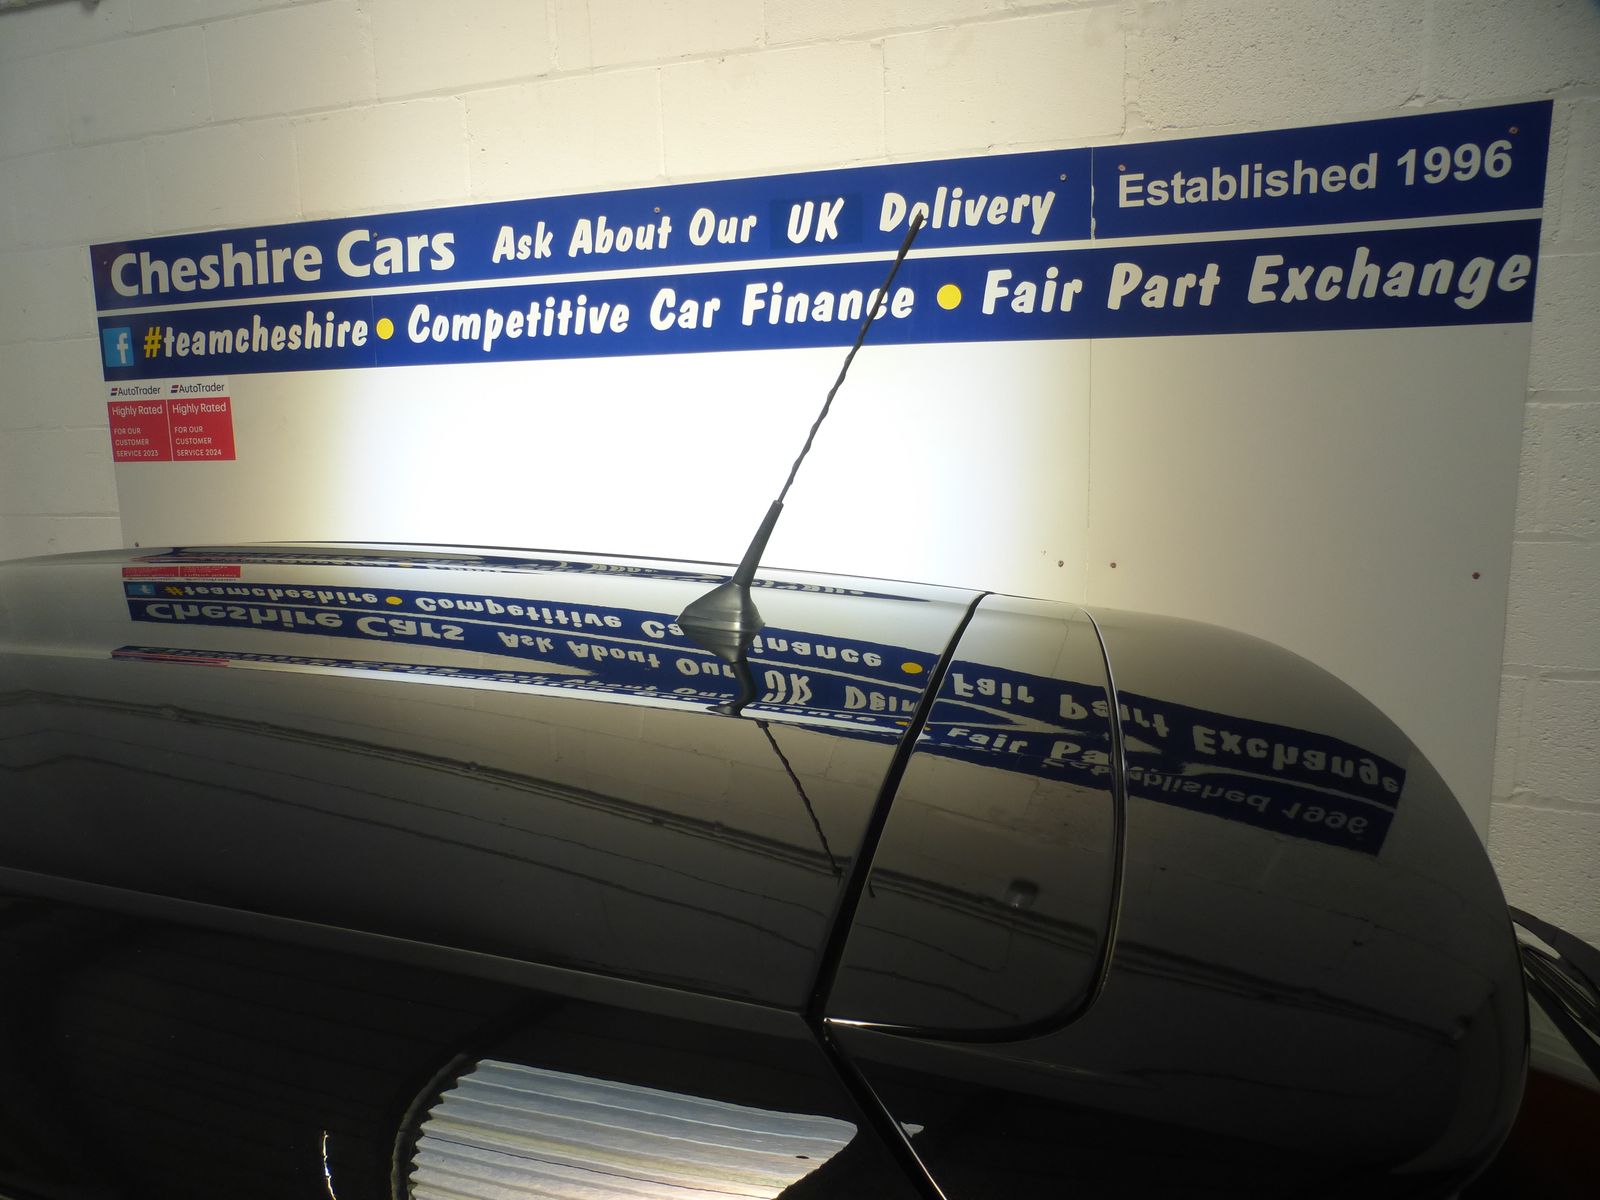 Cheshire Cars Ask About Our UK Delivery Established 1996
f #teamcheshire • Competitive Car Finance • Fair Part Exchange
AutoTrader AutoTrader
Highly Rated Highly Rated
FOR OUR FOR OUR
CUSTOMER CUSTOMER
SERVICE 2023 SERVICE 2024